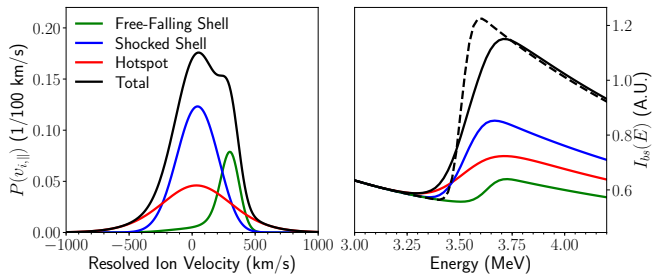 Free-Falling Shell
Shocked Shell
Hotspot
Total
P(v_{i,∥}) (1/100 km/s)
0.20
0.15
0.10
0.05
0.00
−1000 −500 0 500 1000
Resolved Ion Velocity (km/s)
I_{bs}(E) (A.U.)
1.2
1.0
0.8
0.6
3.00 3.25 3.50 3.75 4.00
Energy (MeV)